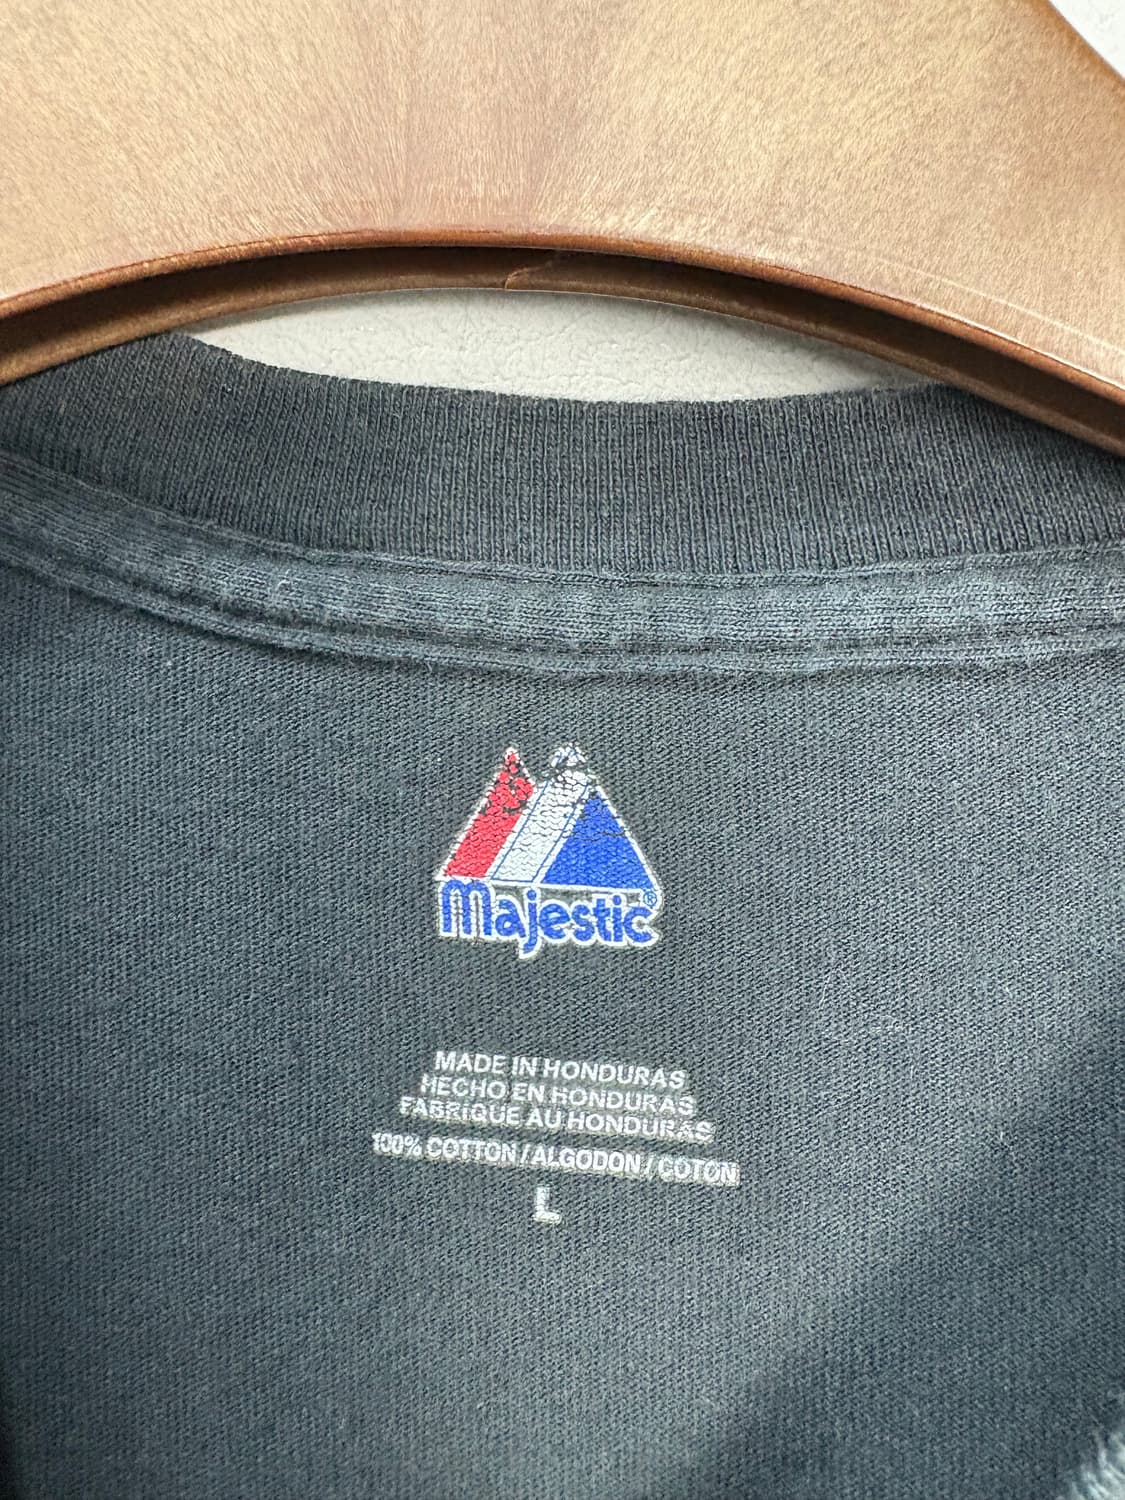 Majestic®
MADE IN HONDURAS
HECHO EN HONDURAS
FABRIQUE AU HONDURAS
100% COTTON / ALGODON / COTON
L